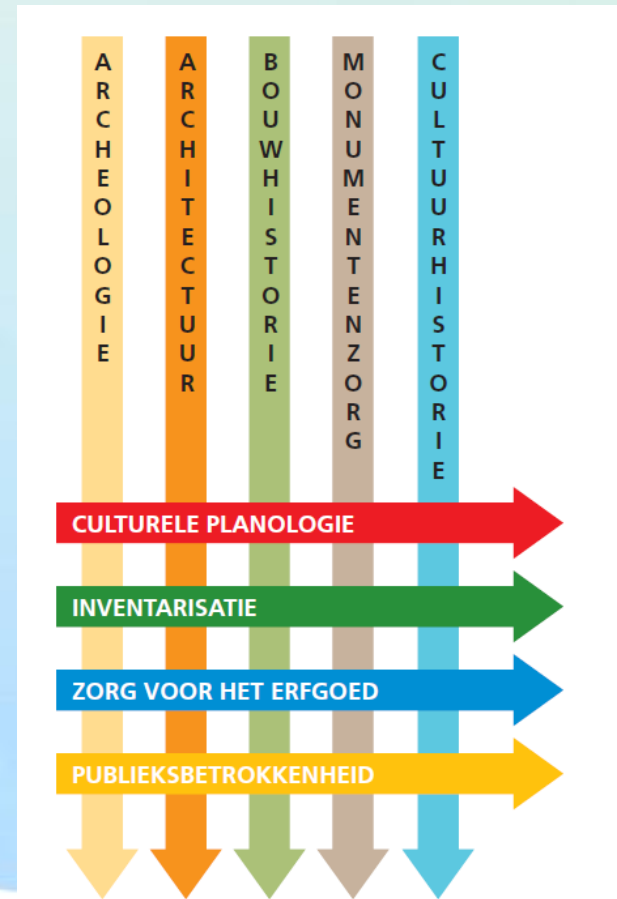 ARCHEOLOGIE
ARCHITECTUUR
BOUWHISTORIE
MONUMENTENZORG
CULTUURHISTORIE
CULTURELE PLANOLOGIE
INVENTARISATIE
ZORG VOOR HET ERFGOED
PUBLIEKSBETROKKENHEID